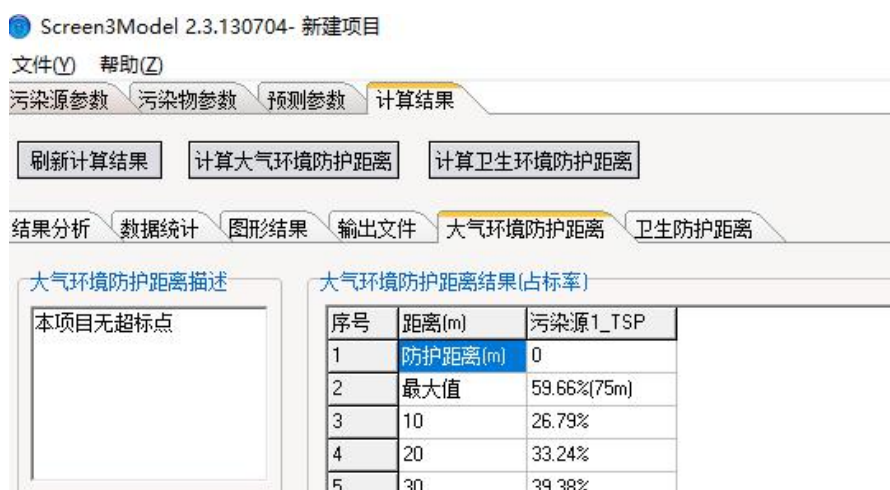 Screen3Model 2.3.130704- 新建项目
文件(Y) 帮助(Z)
污染源参数 污染物参数 预测参数 计算结果
刷新计算结果 计算大气环境防护距离 计算卫生环境防护距离
结果分析 数据统计 图形结果 输出文件 大气环境防护距离 卫生防护距离
大气环境防护距离描述 大气环境防护距离结果(占标率)
本项目无超标点
序号 距离(m) 污染源1_TSP
1 防护距离(m) 0
2 最大值 59.66%(75m)
3 10 26.79%
4 20 33.24%
5 30 39.38%